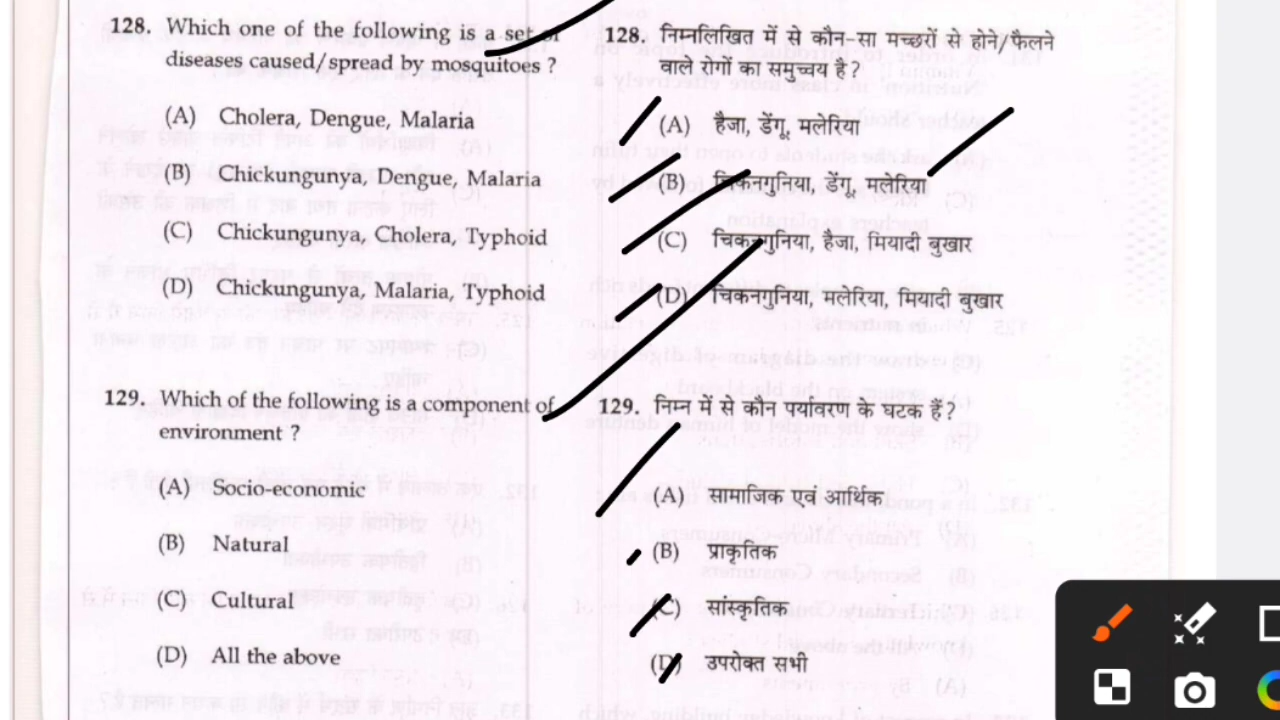 128. Which one of the following is a set of
diseases caused/spread by mosquitoes ?
(A) Cholera, Dengue, Malaria
(B) Chickungunya, Dengue, Malaria
(C) Chickungunya, Cholera, Typhoid
(D) Chickungunya, Malaria, Typhoid
129. Which of the following is a component of
environment ?
(A) Socio-economic
(B) Natural
(C) Cultural
(D) All the above
128. निम्नलिखित में से कौन-सा मच्छरों से होने/फैलने
वाले रोगों का समुच्चय है?
(A) हैजा, डेंगू, मलेरिया
(B) चिकनगुनिया, डेंगू, मलेरिया
(C) चिकनगुनिया, हैजा, मियादी बुखार
(D) चिकनगुनिया, मलेरिया, मियादी बुखार
129. निम्न में से कौन पर्यावरण के घटक हैं?
(A) सामाजिक एवं आर्थिक
(B) प्राकृतिक
(C) सांस्कृतिक
(D) उपरोक्त सभी